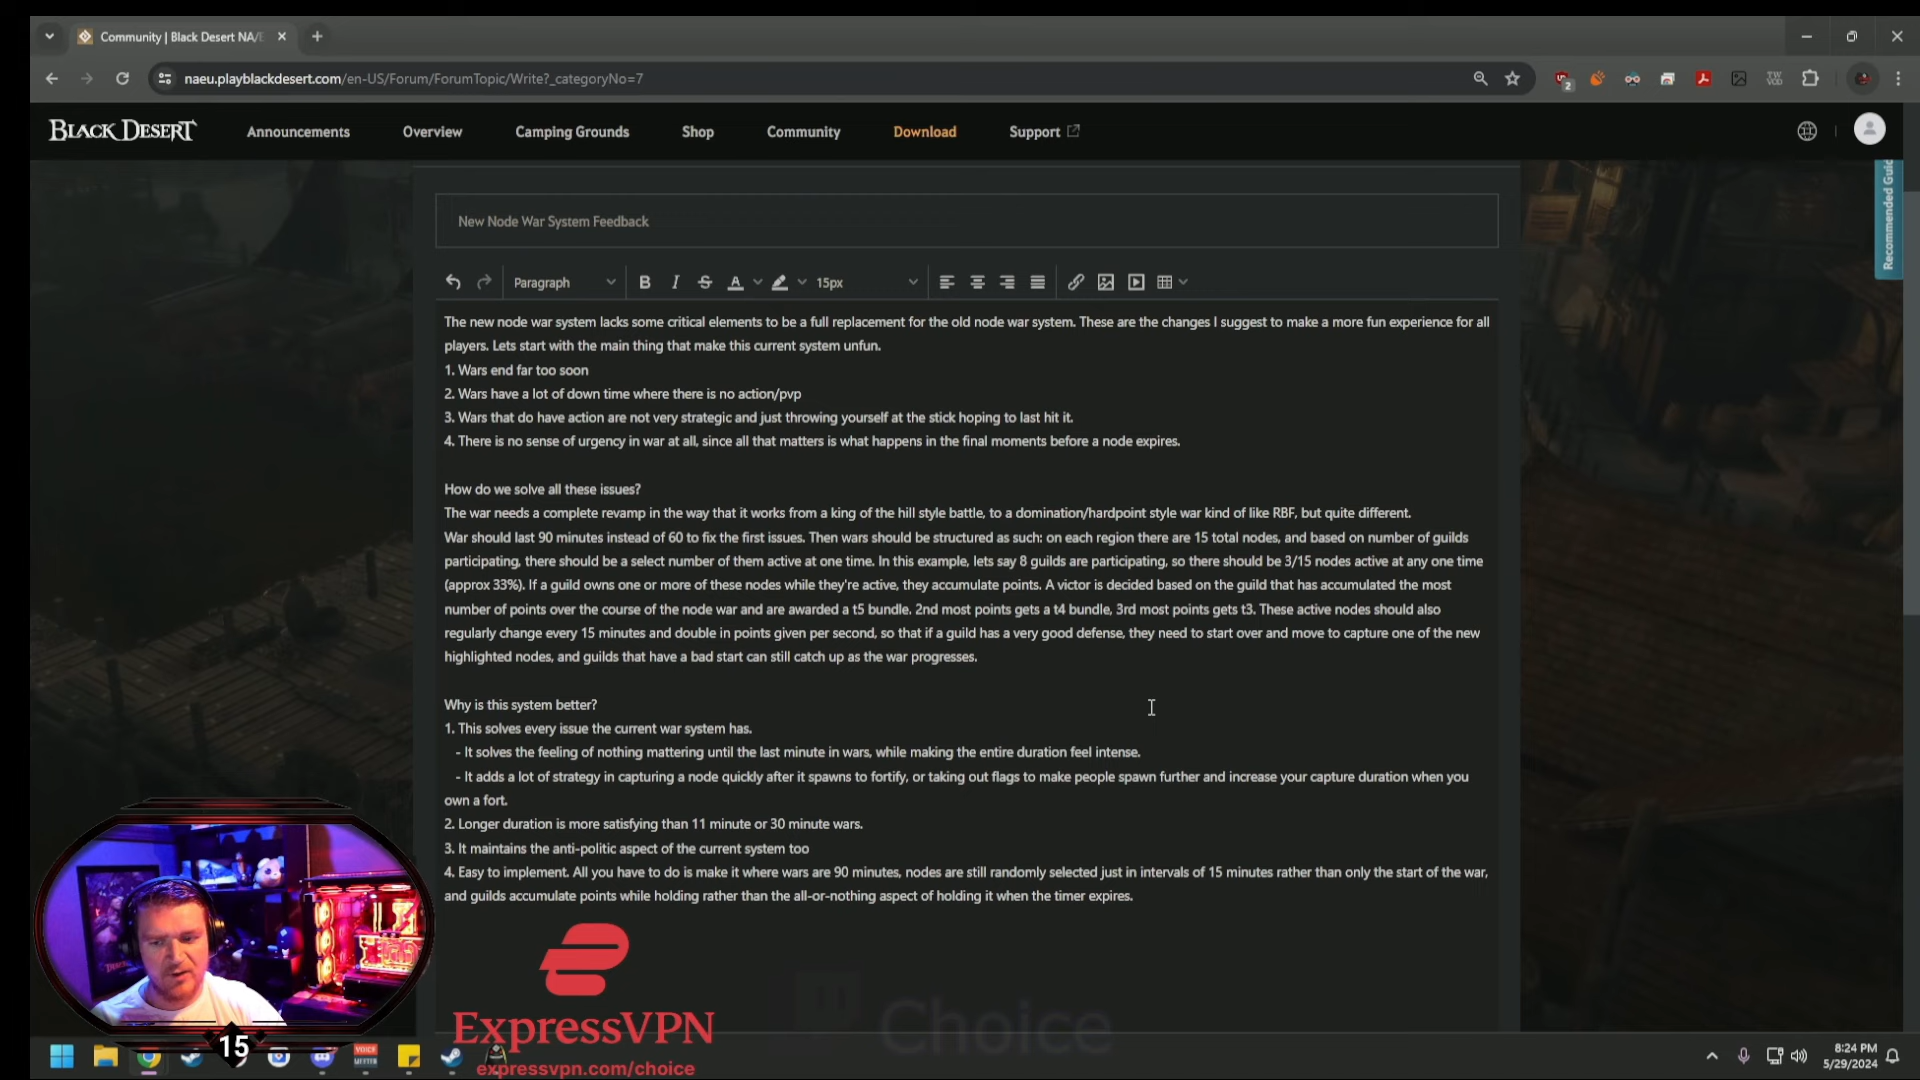 Community | Black Desert NA/E
naeu.playblackdesert.com/en-US/Forum/ForumTopic/Write?_categoryNo=7
2
TW
VOD
BLACK DESERT
Announcements
Overview
Camping Grounds
Shop
Community
Download
Support
Recommended Guid
New Node War System Feedback
Paragraph
B
I
S
A
15px
The new node war system lacks some critical elements to be a full replacement for the old node war system. These are the changes I suggest to make a more fun experience for all
players. Lets start with the main thing that make this current system unfun.
1. Wars end far too soon
2. Wars have a lot of down time where there is no action/pvp
3. Wars that do have action are not very strategic and just throwing yourself at the stick hoping to last hit it.
4. There is no sense of urgency in war at all, since all that matters is what happens in the final moments before a node expires.
How do we solve all these issues?
The war needs a complete revamp in the way that it works from a king of the hill style battle, to a domination/hardpoint style war kind of like RBF, but quite different.
War should last 90 minutes instead of 60 to fix the first issues. Then wars should be structured as such: on each region there are 15 total nodes, and based on number of guilds
participating, there should be a select number of them active at one time. In this example, lets say 8 guilds are participating, so there should be 3/15 nodes active at any one time
(approx 33%). If a guild owns one or more of these nodes while they're active, they accumulate points. A victor is decided based on the guild that has accumulated the most
number of points over the course of the node war and are awarded a t5 bundle. 2nd most points gets a t4 bundle, 3rd most points gets t3. These active nodes should also
regularly change every 15 minutes and double in points given per second, so that if a guild has a very good defense, they need to start over and move to capture one of the new
highlighted nodes, and guilds that have a bad start can still catch up as the war progresses.
Why is this system better?
1. This solves every issue the current war system has.
- It solves the feeling of nothing mattering until the last minute in wars, while making the entire duration feel intense.
- It adds a lot of strategy in capturing a node quickly after it spawns to fortify, or taking out flags to make people spawn further and increase your capture duration when you
own a fort.
2. Longer duration is more satisfying than 11 minute or 30 minute wars.
3. It maintains the anti-politic aspect of the current system too
4. Easy to implement. All you have to do is make it where wars are 90 minutes, nodes are still randomly selected just in intervals of 15 minutes rather than only the start of the war,
and guilds accumulate points while holding rather than the all-or-nothing aspect of holding it when the timer expires.
ExpressVPN
expressvpn.com/choice
Choice
15
VOICE
8:24 PM
5/29/2024